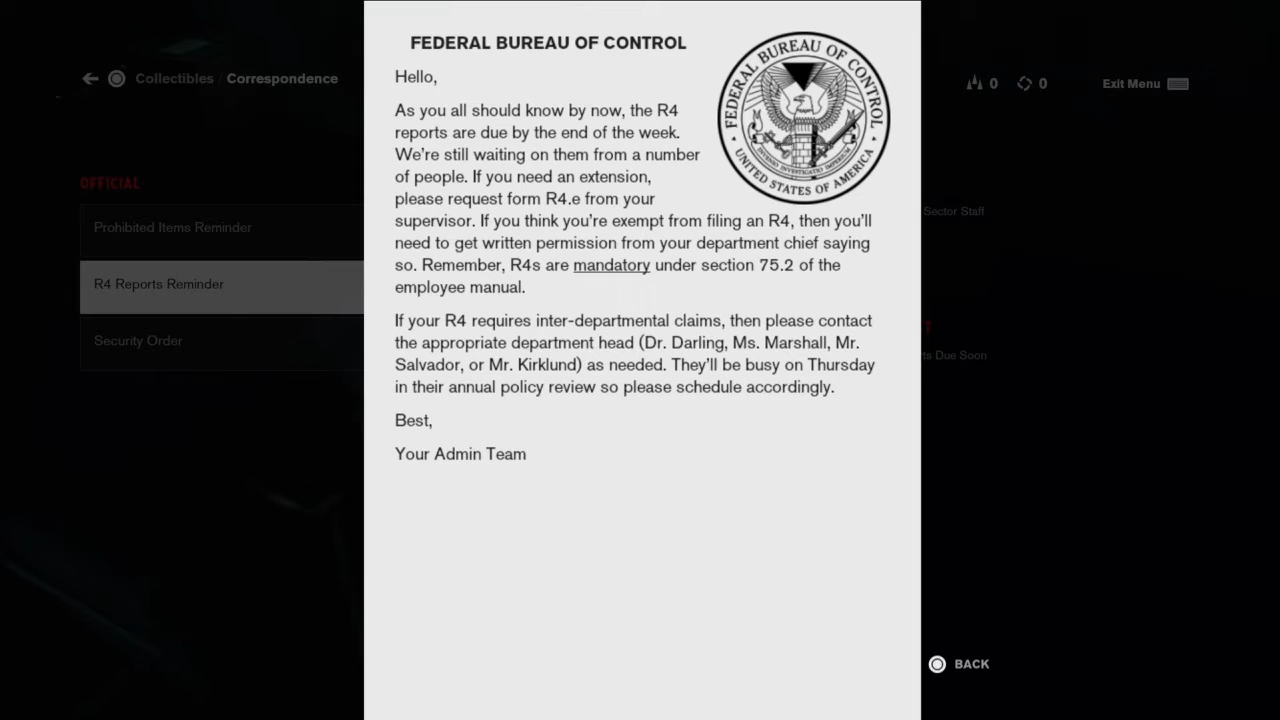 Collectibles / Correspondence
0 0 Exit Menu
OFFICIAL
Prohibited Items Reminder
R4 Reports Reminder
Security Order
FEDERAL BUREAU OF CONTROL
Hello,
As you all should know by now, the R4
reports are due by the end of the week.
We’re still waiting on them from a number
of people. If you need an extension,
please request form R4.e from your
supervisor. If you think you’re exempt from filing an R4, then you’ll
need to get written permission from your department chief saying
so. Remember, R4s are mandatory under section 75.2 of the
employee manual.
If your R4 requires inter-departmental claims, then please contact
the appropriate department head (Dr. Darling, Ms. Marshall, Mr.
Salvador, or Mr. Kirklund) as needed. They’ll be busy on Thursday
in their annual policy review so please schedule accordingly.
Best,
Your Admin Team
FEDERAL BUREAU OF CONTROL
INVENIO INVESTIGATIO IMPERIUM
UNITED STATES OF AMERICA
Sector Staff
T
ts Due Soon
BACK